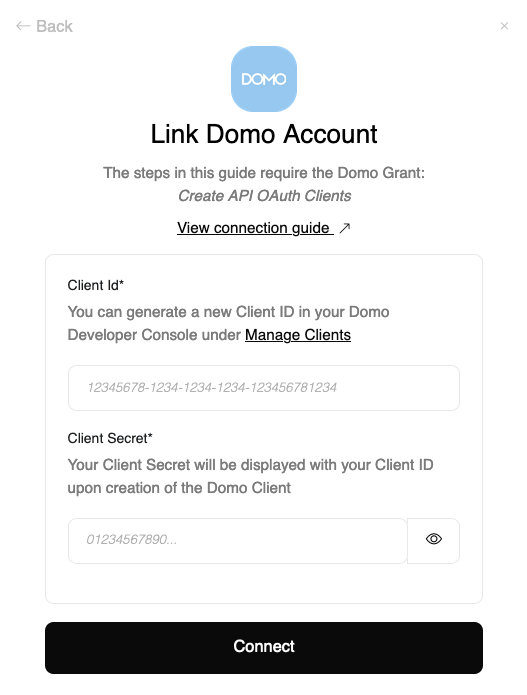 ← Back
×
DOMO
Link Domo Account
The steps in this guide require the Domo Grant:
Create API OAuth Clients
View connection guide ↗
Client Id*
You can generate a new Client ID in your Domo
Developer Console under Manage Clients
12345678-1234-1234-1234-123456781234
Client Secret*
Your Client Secret will be displayed with your Client ID
upon creation of the Domo Client
01234567890...
Connect